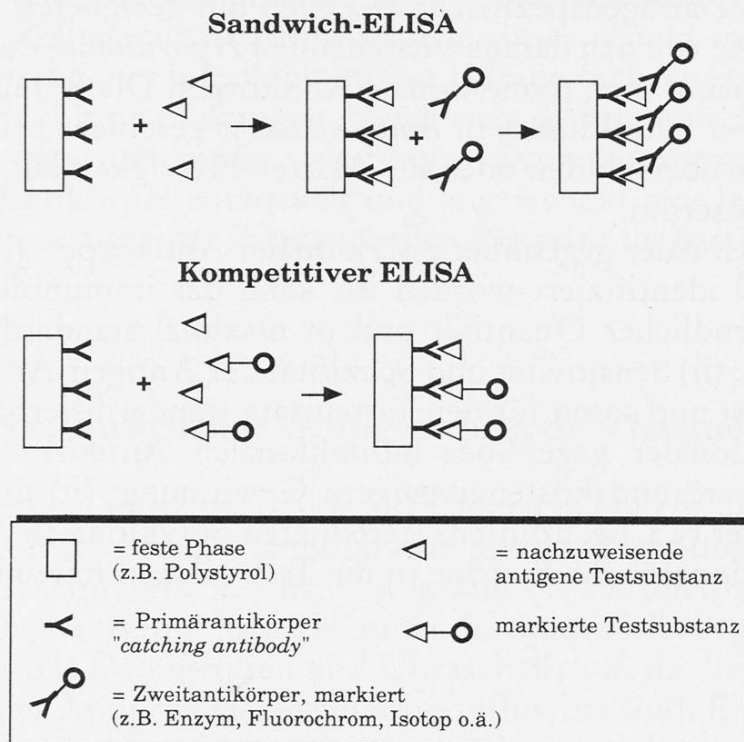 Sandwich-ELISA
+
+
Kompetitiver ELISA
+
= feste Phase
(z.B. Polystyrol)
= nachzuweisende
antigene Testsubstanz
= Primärantikörper
"catching antibody"
markierte Testsubstanz
= Zweitantikörper, markiert
(z.B. Enzym, Fluorochrom, Isotop o.ä.)